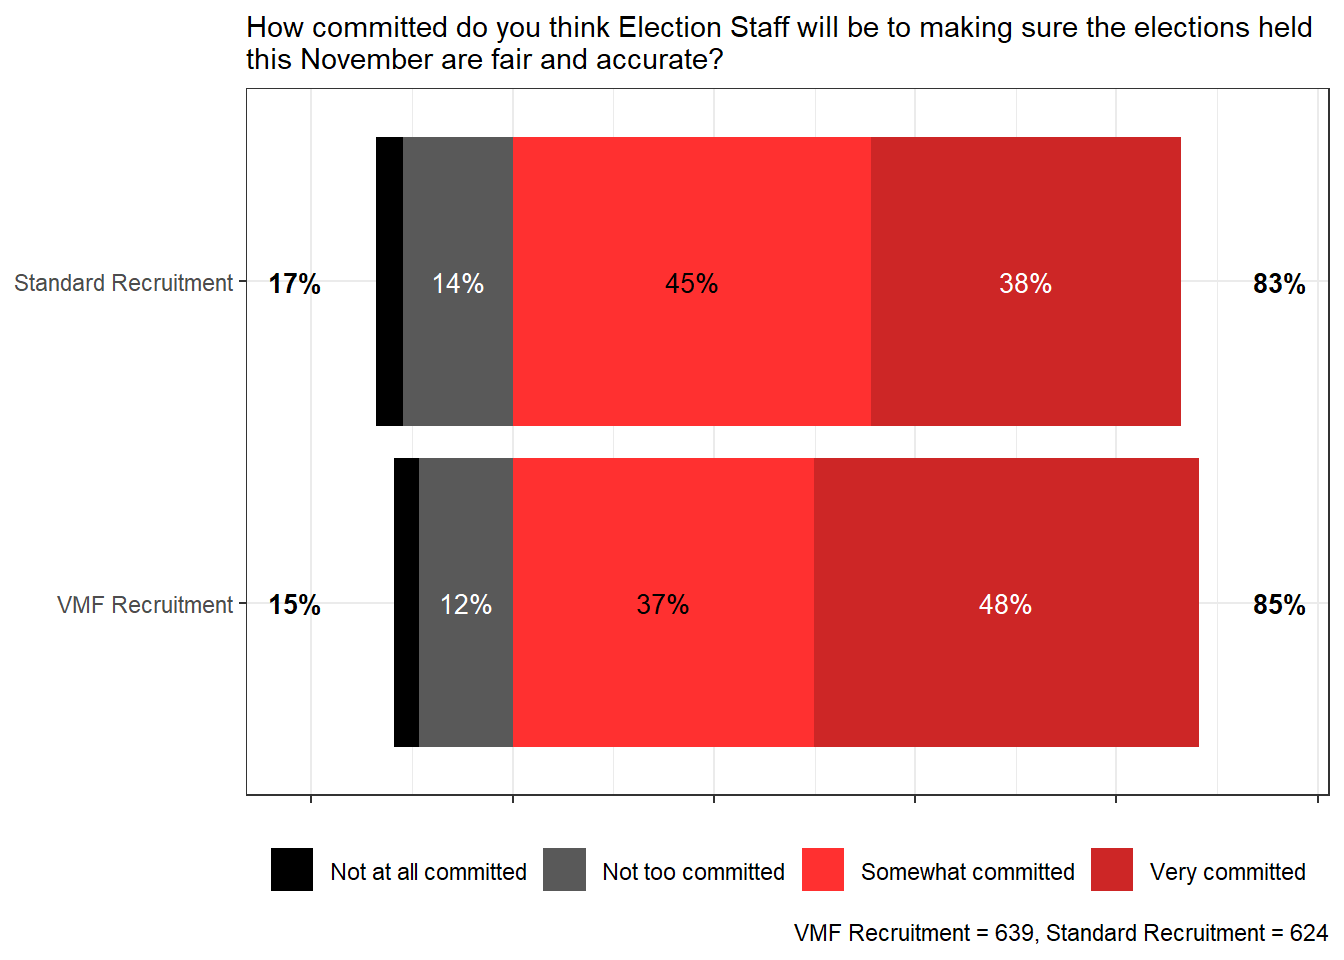 How committed do you think Election Staff will be to making sure the elections held
this November are fair and accurate?
Standard Recruitment 17% 14% 45% 38% 83%
VMF Recruitment 15% 12% 37% 48% 85%
Not at all committed Not too committed Somewhat committed Very committed
VMF Recruitment = 639, Standard Recruitment = 624